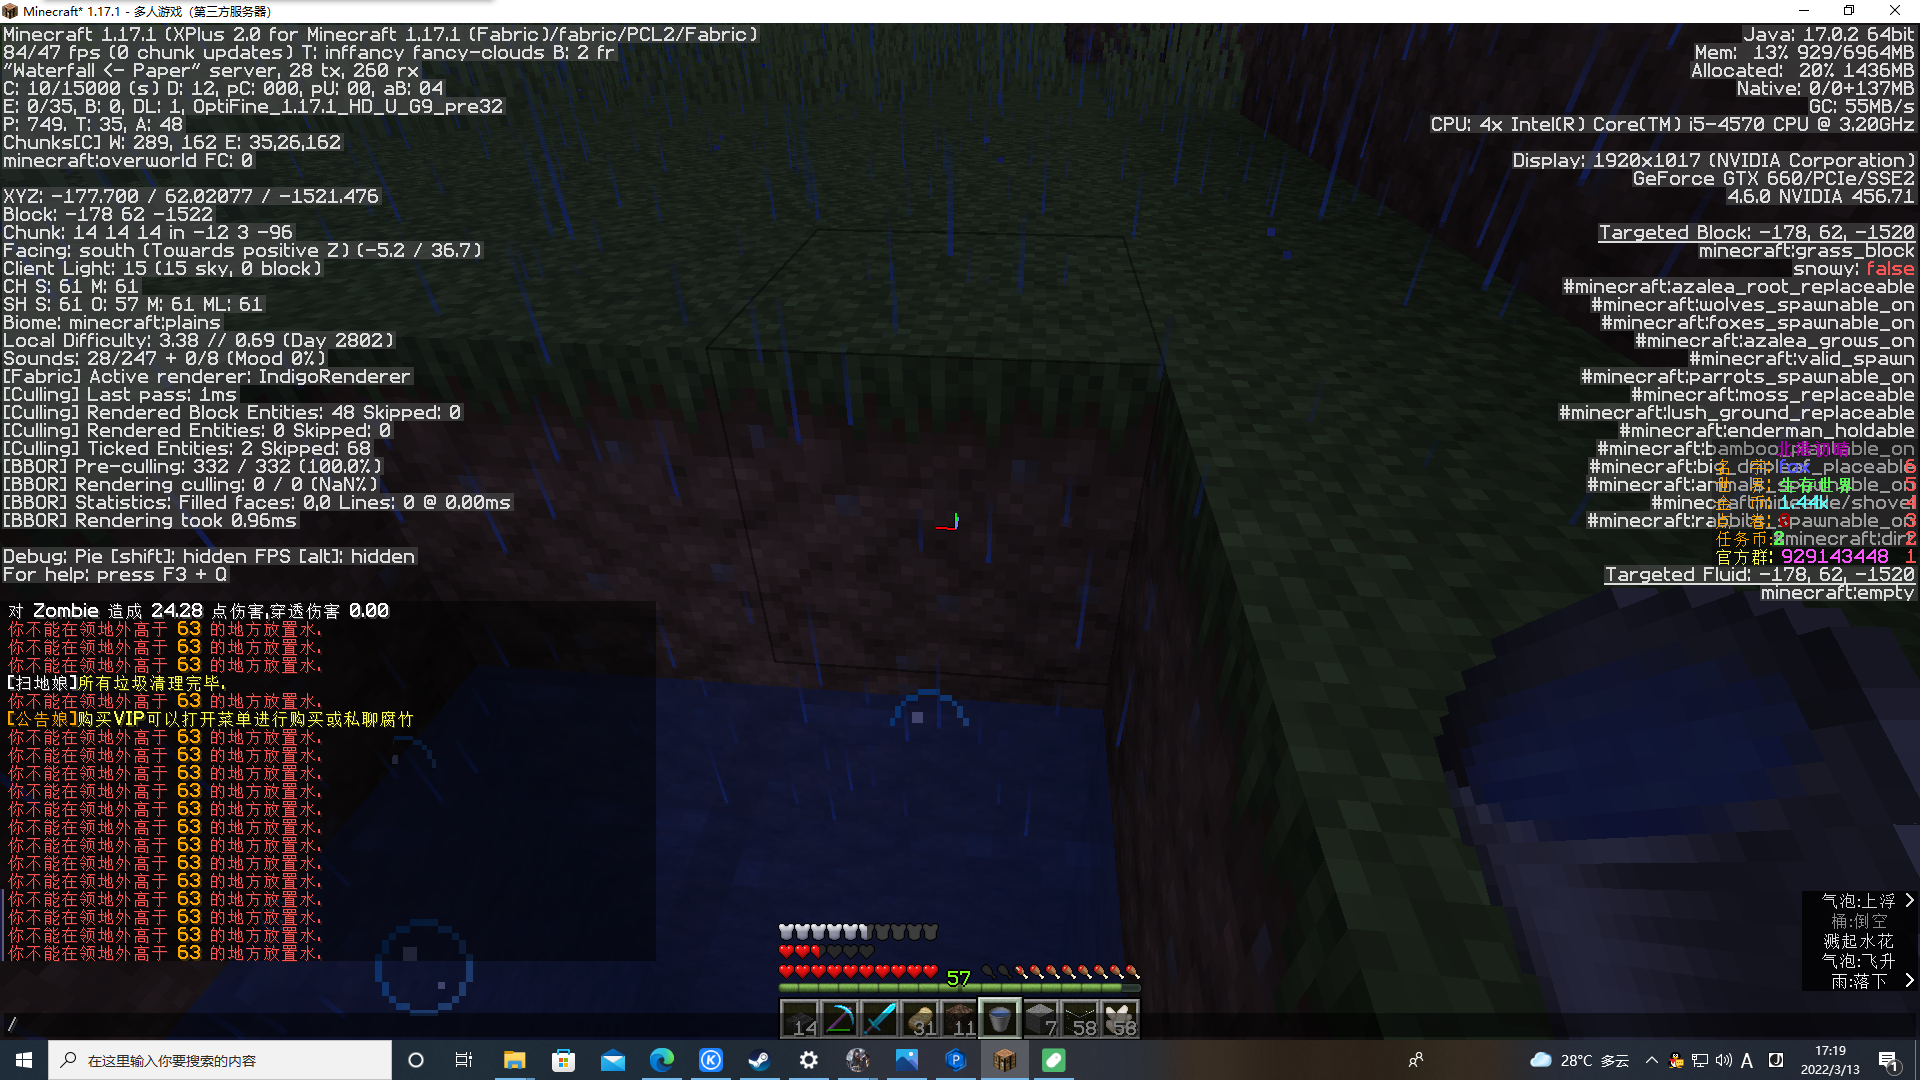 Minecraft* 1.17.1 - 多人游戏（第三方服务器）
Minecraft 1.17.1 (XPlus 2.0 for Minecraft 1.17.1 (Fabric)/fabric/PCL2/Fabric)
84/47 fps (0 chunk updates) T: inffancy fancy-clouds B: 2 fr
"Waterfall <- Paper" server, 28 tx, 260 rx
C: 10/15000 (s) D: 12, pC: 000, pU: 00, aB: 04
E: 0/35, B: 0, DL: 1, OptiFine_1.17.1_HD_U_G9_pre32
P: 749. T: 35, A: 48
Chunks[C] W: 289, 162 E: 35,26,162
minecraft:overworld FC: 0
XYZ: -177.700 / 62.02077 / -1521.476
Block: -178 62 -1522
Chunk: 14 14 14 in -12 3 -96
Facing: south (Towards positive Z) (-5.2 / 36.7)
Client Light: 15 (15 sky, 0 block)
CH S: 61 M: 61
SH S: 61 O: 57 M: 61 ML: 61
Biome: minecraft:plains
Local Difficulty: 3.38 // 0.69 (Day 2802)
Sounds: 28/247 + 0/8 (Mood 0%)
[Fabric] Active renderer: IndigoRenderer
[Culling] Last pass: 1ms
[Culling] Rendered Block Entities: 48 Skipped: 0
[Culling] Rendered Entities: 0 Skipped: 0
[Culling] Ticked Entities: 2 Skipped: 68
[BBOR] Pre-culling: 332 / 332 (100.0%)
[BBOR] Rendering culling: 0 / 0 (NaN%)
[BBOR] Statistics: Filled faces: 0,0 Lines: 0 @ 0.00ms
[BBOR] Rendering took 0.96ms
Debug: Pie [shift]: hidden FPS [alt]: hidden
For help: press F3 + Q
Java: 17.0.2 64bit
Mem: 13% 929/6964MB
Allocated: 20% 1436MB
Native: 0/0+137MB
GC: 55MB/s
CPU: 4x Intel(R) Core(TM) i5-4570 CPU @ 3.20GHz
Display: 1920x1017 (NVIDIA Corporation)
GeForce GTX 660/PCIe/SSE2
4.6.0 NVIDIA 456.71
Targeted Block: -178, 62, -1520
minecraft:grass_block
snowy: false
#minecraft:azalea_root_replaceable
#minecraft:wolves_spawnable_on
#minecraft:foxes_spawnable_on
#minecraft:azalea_grows_on
#minecraft:valid_spawn
#minecraft:parrots_spawnable_on
#minecraft:moss_replaceable
#minecraft:lush_ground_replaceable
#minecraft:enderman_holdable
fox 6
生存世界 5
1.44k 4
0 3
任务币: 2 2
官方群: 929143448 1
Targeted Fluid: -178, 62, -1520
minecraft:empty
对 Zombie 造成 24.28 点伤害,穿透伤害 0.00
你不能在领地外高于 63 的地方放置水.
你不能在领地外高于 63 的地方放置水.
你不能在领地外高于 63 的地方放置水.
[扫地娘]所有垃圾清理完毕.
你不能在领地外高于 63 的地方放置水.
[公告娘]购买VIP可以打开菜单进行购买或私聊腐竹
你不能在领地外高于 63 的地方放置水.
你不能在领地外高于 63 的地方放置水.
你不能在领地外高于 63 的地方放置水.
你不能在领地外高于 63 的地方放置水.
你不能在领地外高于 63 的地方放置水.
你不能在领地外高于 63 的地方放置水.
你不能在领地外高于 63 的地方放置水.
你不能在领地外高于 63 的地方放置水.
你不能在领地外高于 63 的地方放置水.
你不能在领地外高于 63 的地方放置水.
你不能在领地外高于 63 的地方放置水.
你不能在领地外高于 63 的地方放置水.
你不能在领地外高于 63 的地方放置水.
气泡:上浮 >
桶:倒空
溅起水花
气泡:飞升
雨:落下 >
57
14 31 11 7 58 56
/
在这里输入你要搜索的内容
28°C 多云
A
17:19
2022/3/13
1